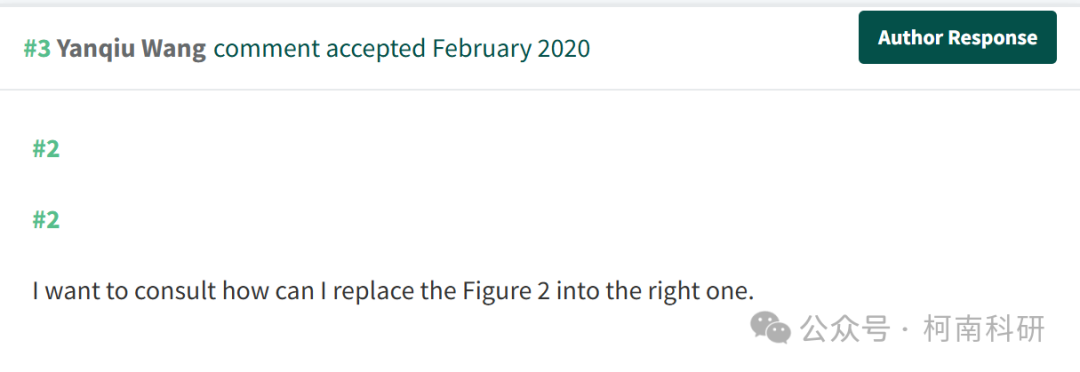 #3 Yanqiu Wang comment accepted February 2020
Author Response
#2
#2
I want to consult how can I replace the Figure 2 into the right one.
公众号 · 柯南科研